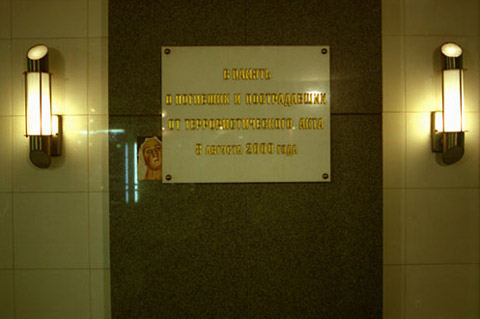 В ПАМЯТЬ
О ПОГИБШИХ И ПОСТРАДАВШИХ
ОТ ТЕРРОРИСТИЧЕСКОГО АКТА
8 августа 2000 года